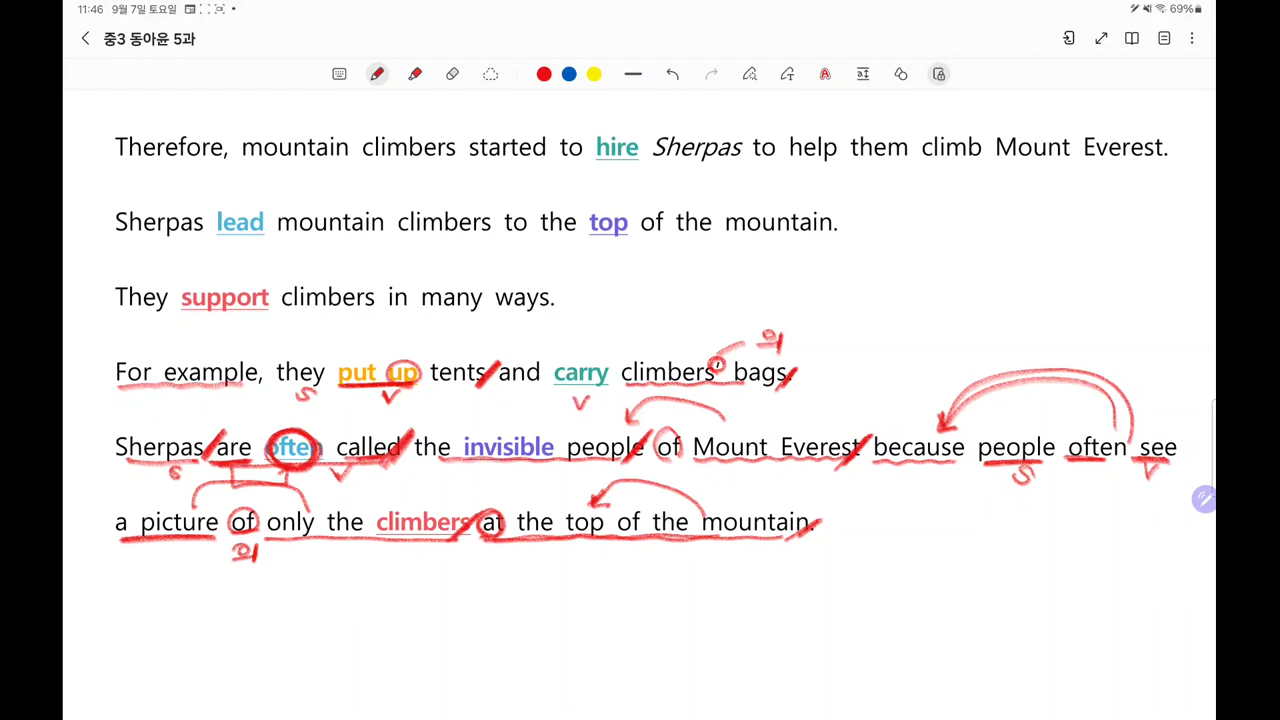 11:46 9월 7일 토요일 69%
중3 동아윤 5과
Therefore, mountain climbers started to hire Sherpas to help them climb Mount Everest.
Sherpas lead mountain climbers to the top of the mountain.
They support climbers in many ways.
의
For example, they put up tents and carry climbers' bags.
S V V
Sherpas are often called the invisible people of Mount Everest because people often see
S V S V
a picture of only the climbers at the top of the mountain.
의